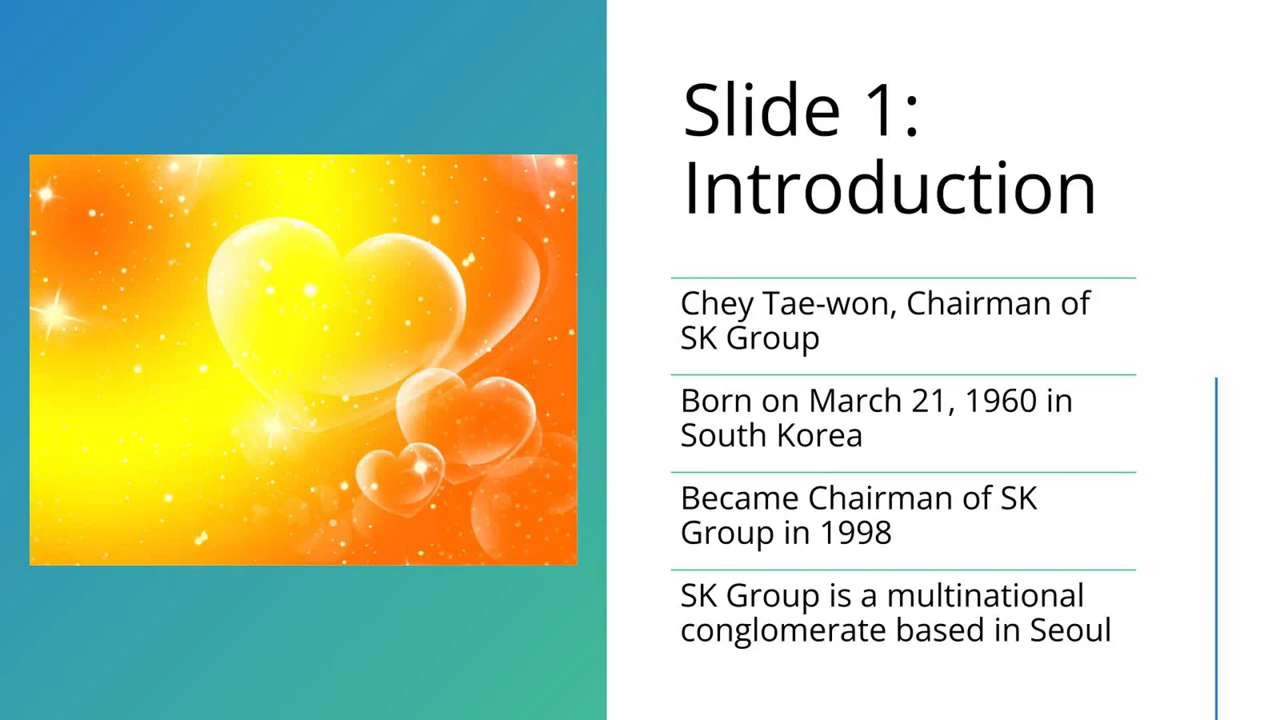 Slide 1:
Introduction
Chey Tae-won, Chairman of
SK Group
Born on March 21, 1960 in
South Korea
Became Chairman of SK
Group in 1998
SK Group is a multinational
conglomerate based in Seoul